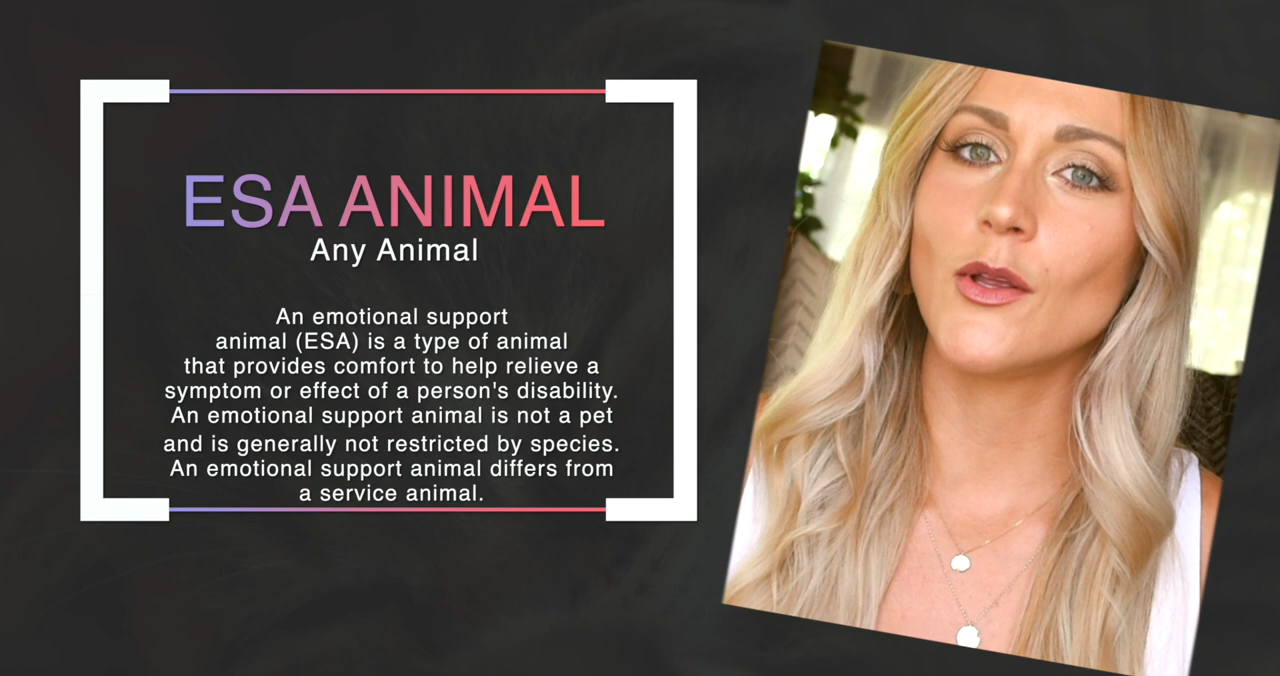 ESA ANIMAL
Any Animal
An emotional support
animal (ESA) is a type of animal
that provides comfort to help relieve a
symptom or effect of a person's disability.
An emotional support animal is not a pet
and is generally not restricted by species.
An emotional support animal differs from
a service animal.